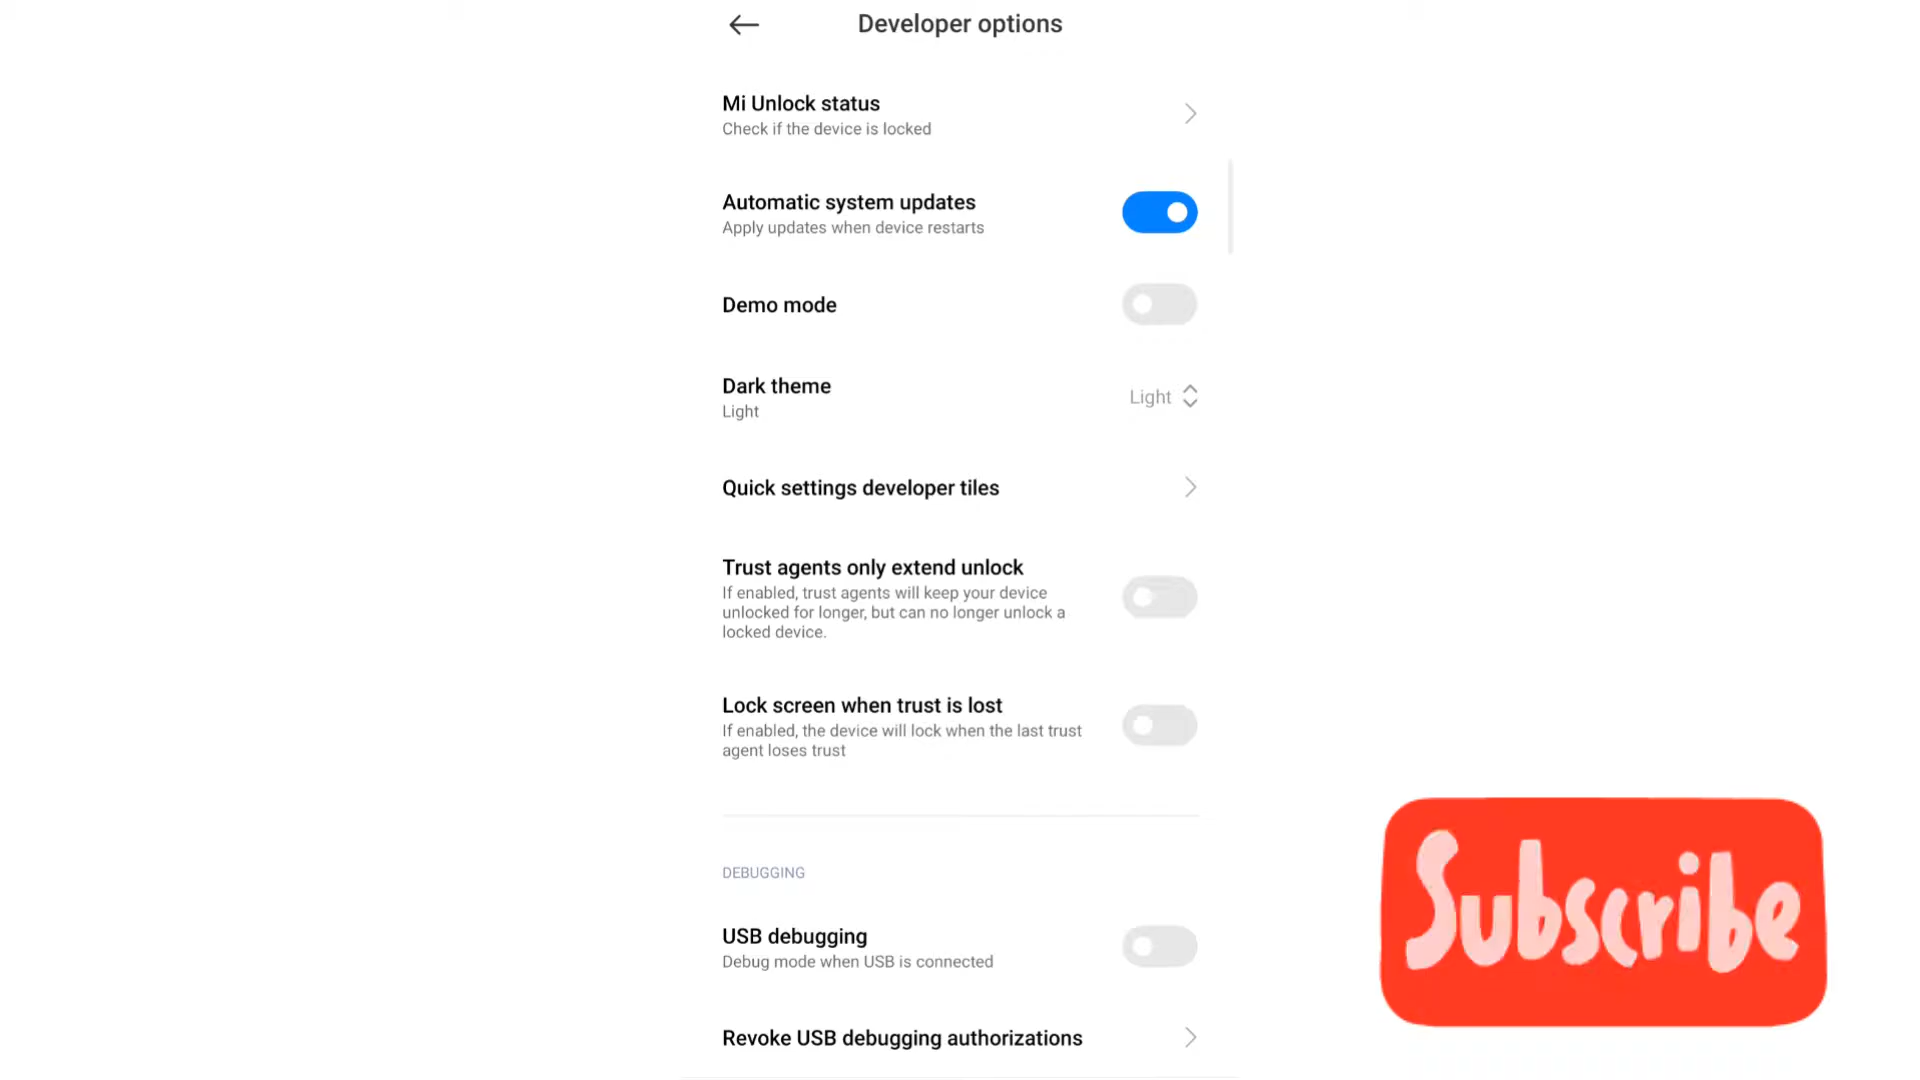 Developer options
Mi Unlock status
Check if the device is locked
Automatic system updates
Apply updates when device restarts
Demo mode
Dark theme
Light
Light
Quick settings developer tiles
Trust agents only extend unlock
If enabled, trust agents will keep your device
unlocked for longer, but can no longer unlock a
locked device.
Lock screen when trust is lost
If enabled, the device will lock when the last trust
agent loses trust
DEBUGGING
USB debugging
Debug mode when USB is connected
Revoke USB debugging authorizations
Subscribe